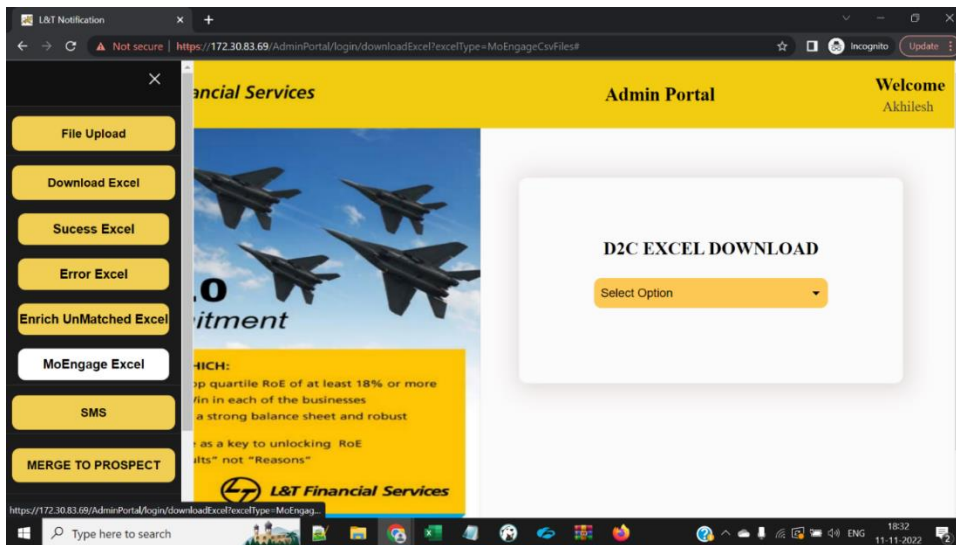 L&T Notification
Not secure | https://172.30.83.69/AdminPortal/login/downloadExcel?excelType=MoEngageCsvFiles#
Incognito
Update
ancial Services
Admin Portal
Welcome
Akhilesh
File Upload
Download Excel
Sucess Excel
Error Excel
Enrich UnMatched Excel
MoEngage Excel
SMS
MERGE TO PROSPECT
.0
itment
HICH:
op quartile RoE of at least 18% or more
in in each of the businesses
a strong balance sheet and robust
as a key to unlocking RoE
ults" not "Reasons"
L&T Financial Services
D2C EXCEL DOWNLOAD
Select Option
https://172.30.83.69/AdminPortal/login/downloadExcel?excelType=MoEngag...
Type here to search
ENG
18:32
11-11-2022
2